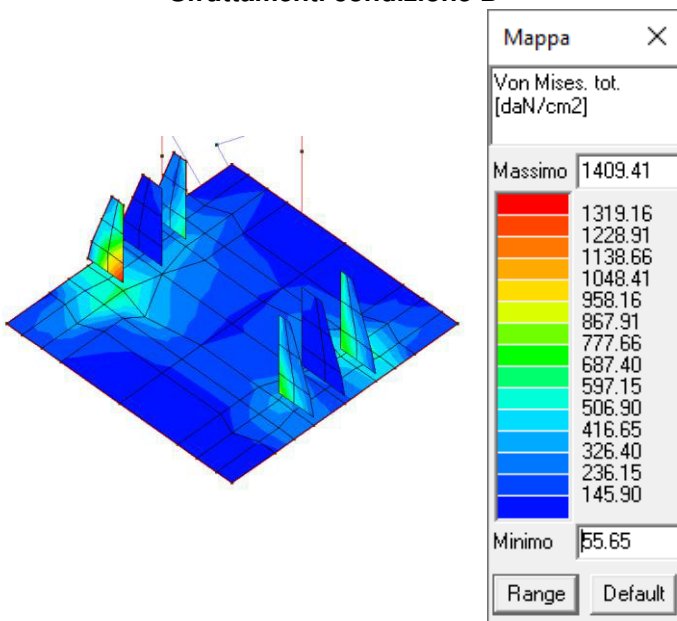 Sfruttamenti condizione B
Mappa
Von Mises. tot.
[daN/cm2]
Massimo 1409.41
1319.16
1228.91
1138.66
1048.41
958.16
867.91
777.66
687.40
597.15
506.90
416.65
326.40
236.15
145.90
Minimo 55.65
Range Default